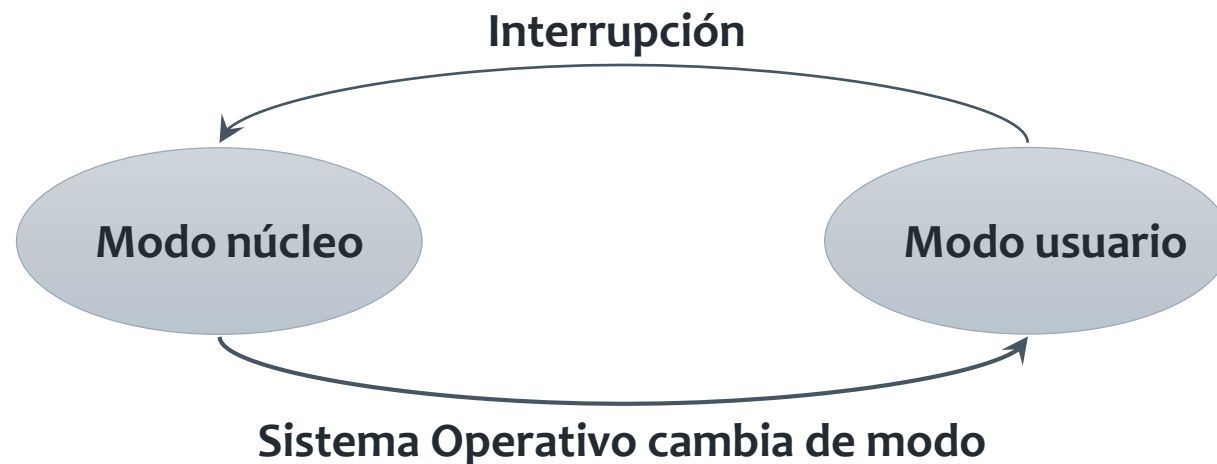 Interrupción
Modo núcleo
Modo usuario
Sistema Operativo cambia de modo